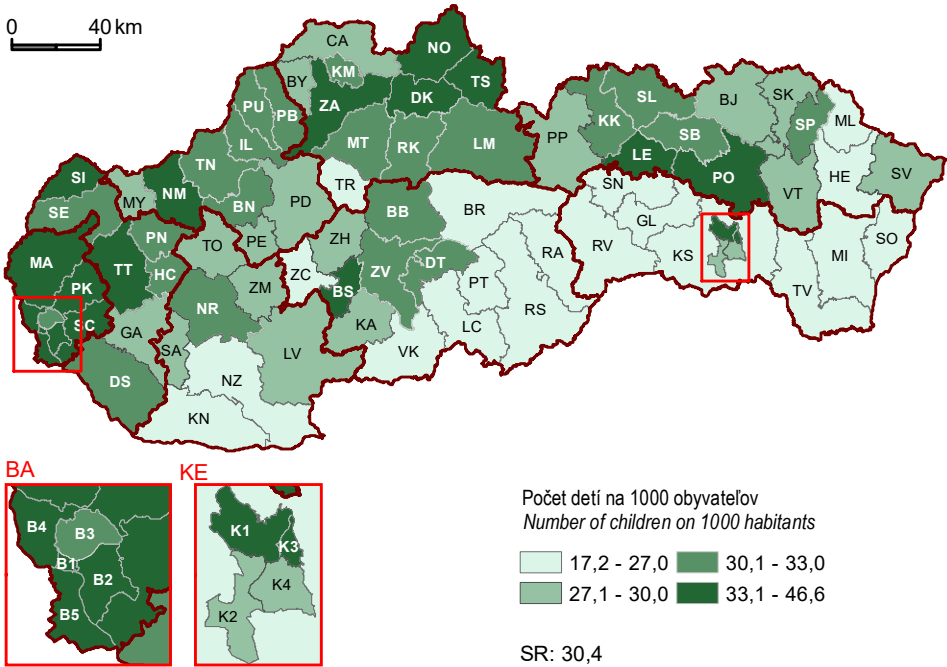 0 40 km
CA
NO
BY
KM
TS
ZA
DK
PU
PB
SL
BJ
SK
ML
KK
SP
IL
MT
RK
LM
PP
SB
TN
LE
SI
NM
TR
PO
VT
HE
SV
SE
MY
BN
PD
SN
BB
BR
GL
PN
TO
PE
ZH
RV
KS
SO
MA
TT
HC
ZC
ZV
DT
RA
MI
PK
ZM
BS
PT
TV
SC
NR
KA
RS
GA
LC
SA
LV
VK
DS
NZ
KN
BA
KE
B4
B3
B1
B2
B5
K1
K3
K4
K2
Počet detí na 1000 obyvateľov
Number of children on 1000 habitants
17,2 - 27,0 30,1 - 33,0
27,1 - 30,0 33,1 - 46,6
SR: 30,4